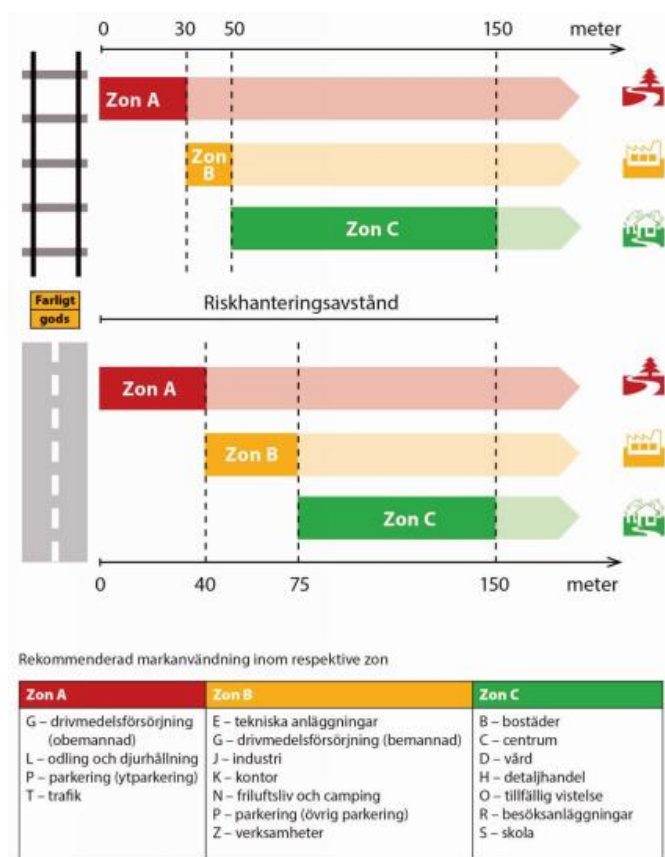 0 30 50 150 meter
Zon A
Zon
B
Zon C
Farligt
gods
Riskhanteringsavstånd
Zon A
Zon B
Zon C
0 40 75 150 meter
Rekommenderad markanvändning inom respektive zon
Zon A
G – drivmedelsförsörjning
(obemannad)
L – odling och djurhållning
P – parkering (ytparkering)
T – trafik
Zon B
E – tekniska anläggningar
G – drivmedelsförsörjning (bemannad)
J – industri
K – kontor
N – friluftsliv och camping
P – parkering (övrig parkering)
Z – verksamheter
Zon C
B – bostäder
C – centrum
D – vård
H – detaljhandel
O – tillfällig vistelse
R – besöksanläggningar
S – skola